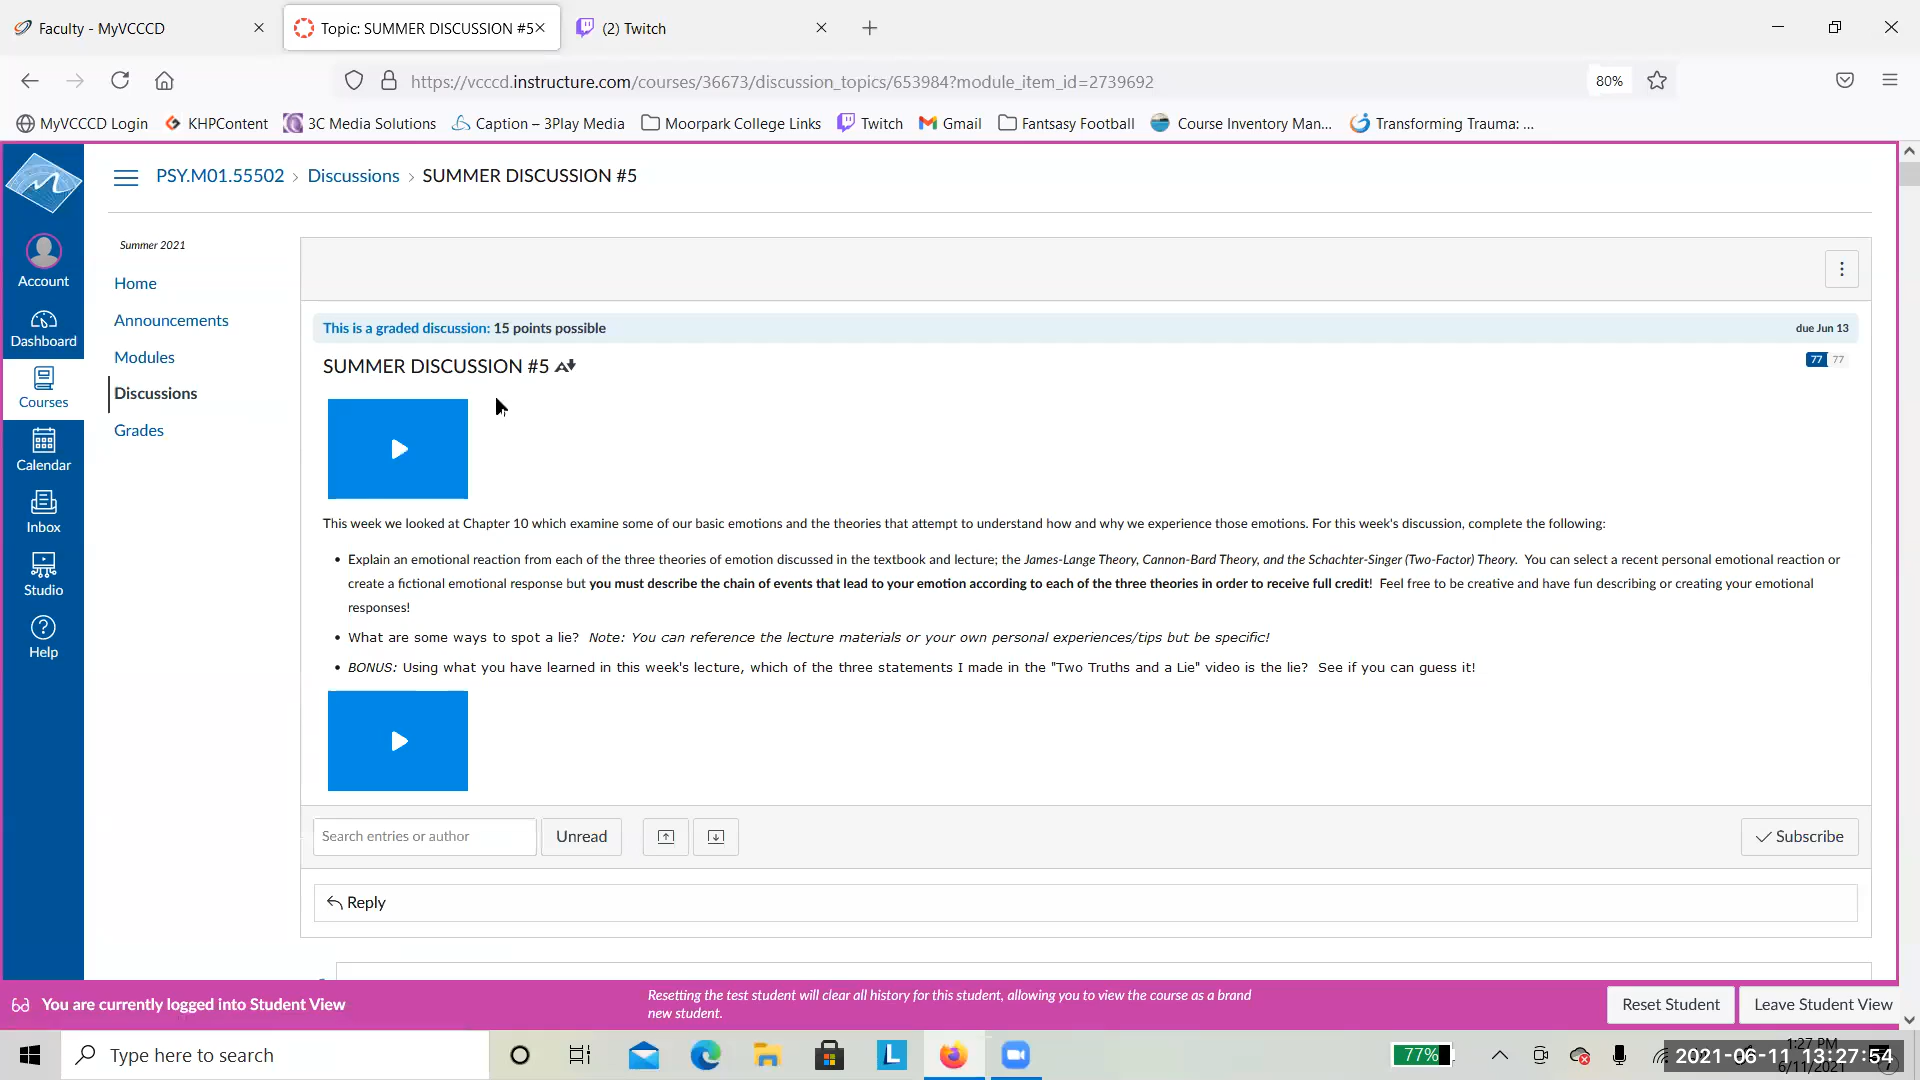 Faculty - MyVCCCD
Topic: SUMMER DISCUSSION #5
(2) Twitch
https://vcccd.instructure.com/courses/36673/discussion_topics/653984?module_item_id=2739692
80%
MyVCCCD Login
KHPContent
3C Media Solutions
Caption – 3Play Media
Moorpark College Links
Twitch
Gmail
Fantsasy Football
Course Inventory Man...
Transforming Trauma: ...
PSY.M01.55502 › Discussions › SUMMER DISCUSSION #5
Account
Dashboard
Courses
Calendar
Inbox
Studio
Help
Summer 2021
Home
Announcements
Modules
Discussions
Grades
This is a graded discussion: 15 points possible
due Jun 13
SUMMER DISCUSSION #5
77 77
This week we looked at Chapter 10 which examine some of our basic emotions and the theories that attempt to understand how and why we experience those emotions. For this week's discussion, complete the following:
• Explain an emotional reaction from each of the three theories of emotion discussed in the textbook and lecture; the James-Lange Theory, Cannon-Bard Theory, and the Schachter-Singer (Two-Factor) Theory. You can select a recent personal emotional reaction or
create a fictional emotional response but you must describe the chain of events that lead to your emotion according to each of the three theories in order to receive full credit! Feel free to be creative and have fun describing or creating your emotional
responses!
• What are some ways to spot a lie? Note: You can reference the lecture materials or your own personal experiences/tips but be specific!
• BONUS: Using what you have learned in this week's lecture, which of the three statements I made in the "Two Truths and a Lie" video is the lie? See if you can guess it!
Search entries or author
Unread
Subscribe
Reply
You are currently logged into Student View
Resetting the test student will clear all history for this student, allowing you to view the course as a brand
new student.
Reset Student
Leave Student View
Type here to search
L
77%
1:27 PM
2021-06-11 13:27:54
6/11/2021